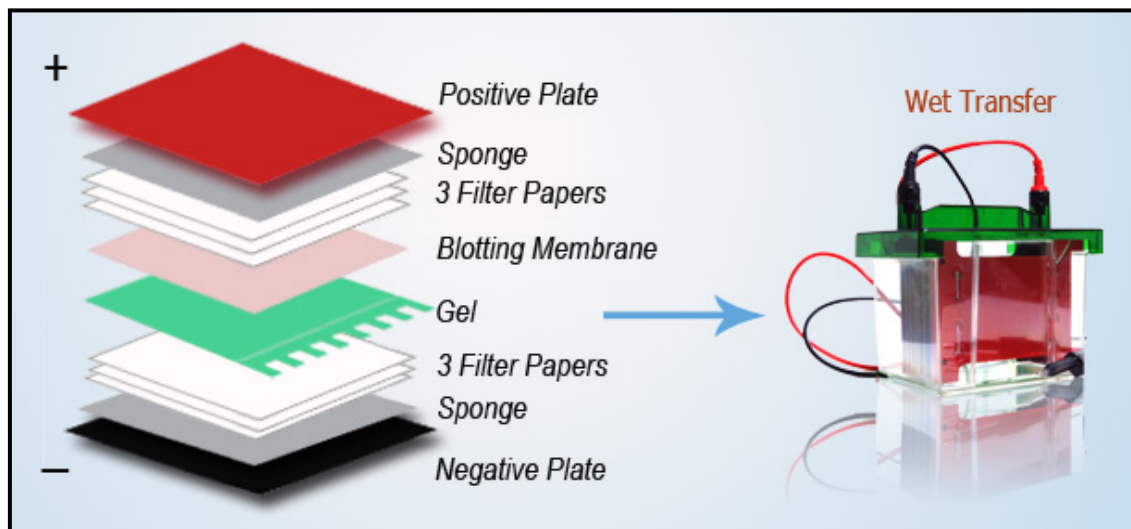 +
Positive Plate
Sponge
3 Filter Papers
Blotting Membrane
Gel
3 Filter Papers
Sponge
Negative Plate
−
Wet Transfer